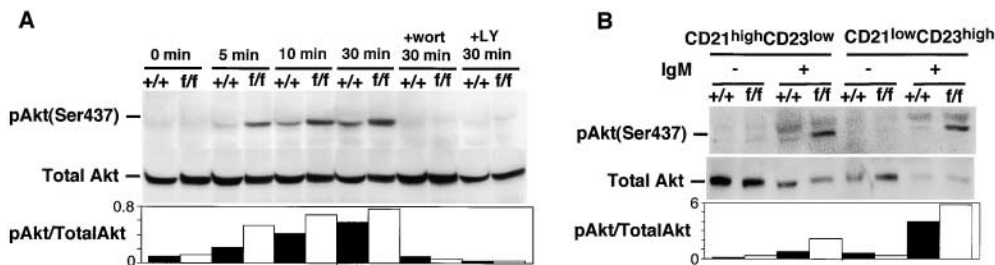 A
0 min 5 min 10 min 30 min +wort 30 min +LY 30 min
+/+ f/f +/+ f/f +/+ f/f +/+ f/f +/+ f/f +/+ f/f
pAkt(Ser437)
Total Akt
0.8
pAkt/TotalAkt
0
B
CD21highCD23low CD21lowCD23high
IgM - + - +
+/+ f/f +/+ f/f +/+ f/f +/+ f/f
pAkt(Ser437)
Total Akt
6
pAkt/TotalAkt
0